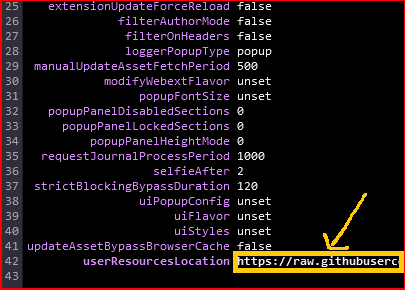 25 extensionUpdateForceReload false
26 filterAuthorMode false
27 filterOnHeaders false
28 loggerPopupType popup
29 manualUpdateAssetFetchPeriod 500
30 modifyWebextFlavor unset
31 popupFontSize unset
32 popupPanelDisabledSections 0
33 popupPanelLockedSections 0
34 popupPanelHeightMode 0
35 requestJournalProcessPeriod 1000
36 selfieAfter 2
37 strictBlockingBypassDuration 120
38 uiPopupConfig unset
39 uiFlavor unset
40 uiStyles unset
41 updateAssetBypassBrowserCache false
42 userResourcesLocation https://raw.githubuserc
43